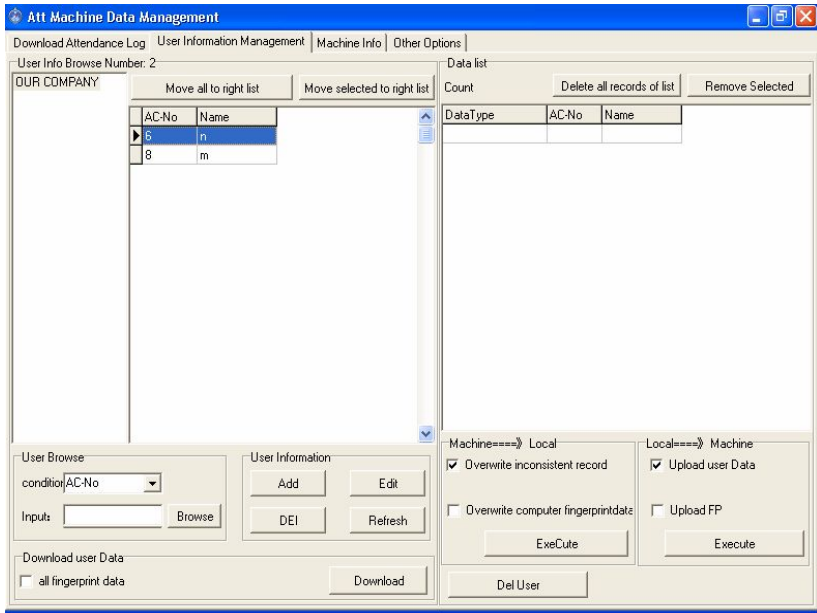 Att Machine Data Management
Download Attendance Log User Information Management Machine Info Other Options
User Info Browse Number: 2
OUR COMPANY
Move all to right list Move selected to right list
AC-No Name
6 n
8 m
Data list
Count Delete all records of list Remove Selected
DataType AC-No Name
User Browse
condition AC-No
Input: Browse
User Information
Add Edit
DEl Refresh
Download user Data
all fingerprint data Download
Machine====》 Local
Overwrite inconsistent record
Overwrite computer fingerprintdata
ExeCute
Local====》 Machine
Upload user Data
Upload FP
Execute
Del User